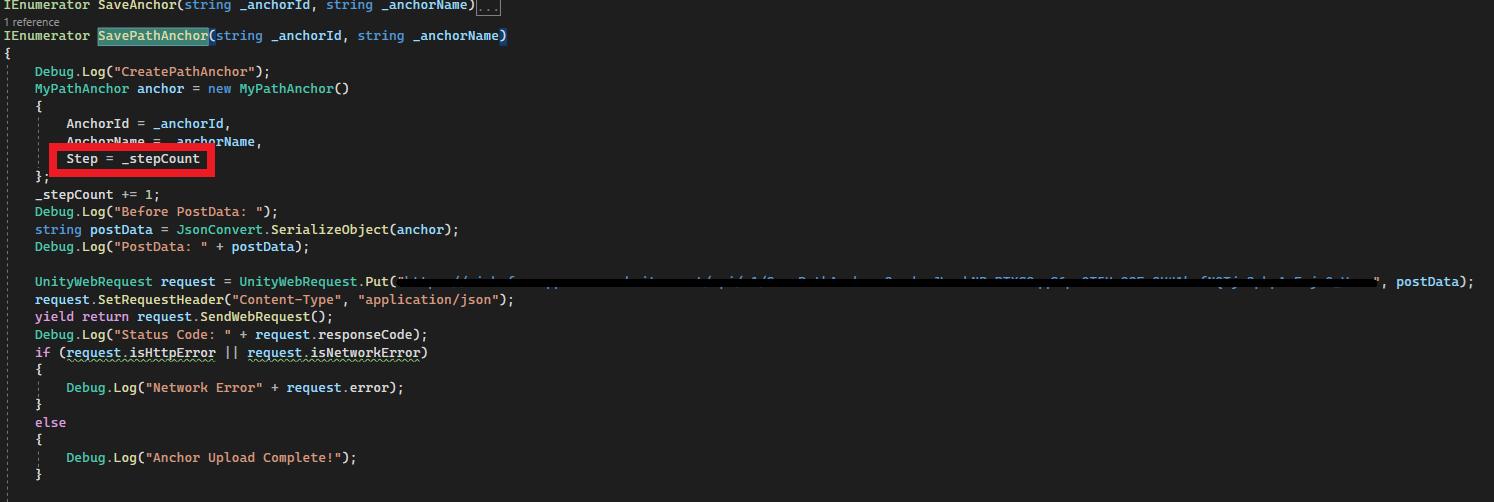 IEnumerator SaveAnchor(string _anchorId, string _anchorName)...
1 reference
IEnumerator SavePathAnchor(string _anchorId, string _anchorName)
{
Debug.Log("CreatePathAnchor");
MyPathAnchor anchor = new MyPathAnchor()
{
AnchorId = _anchorId,
AnchorName = _anchorName,
Step = _stepCount
};
_stepCount += 1;
Debug.Log("Before PostData: ");
string postData = JsonConvert.SerializeObject(anchor);
Debug.Log("PostData: " + postData);
UnityWebRequest request = UnityWebRequest.Put(" ", postData);
request.SetRequestHeader("Content-Type", "application/json");
yield return request.SendWebRequest();
Debug.Log("Status Code: " + request.responseCode);
if (request.isHttpError || request.isNetworkError)
{
Debug.Log("Network Error" + request.error);
}
else
{
Debug.Log("Anchor Upload Complete!");
}